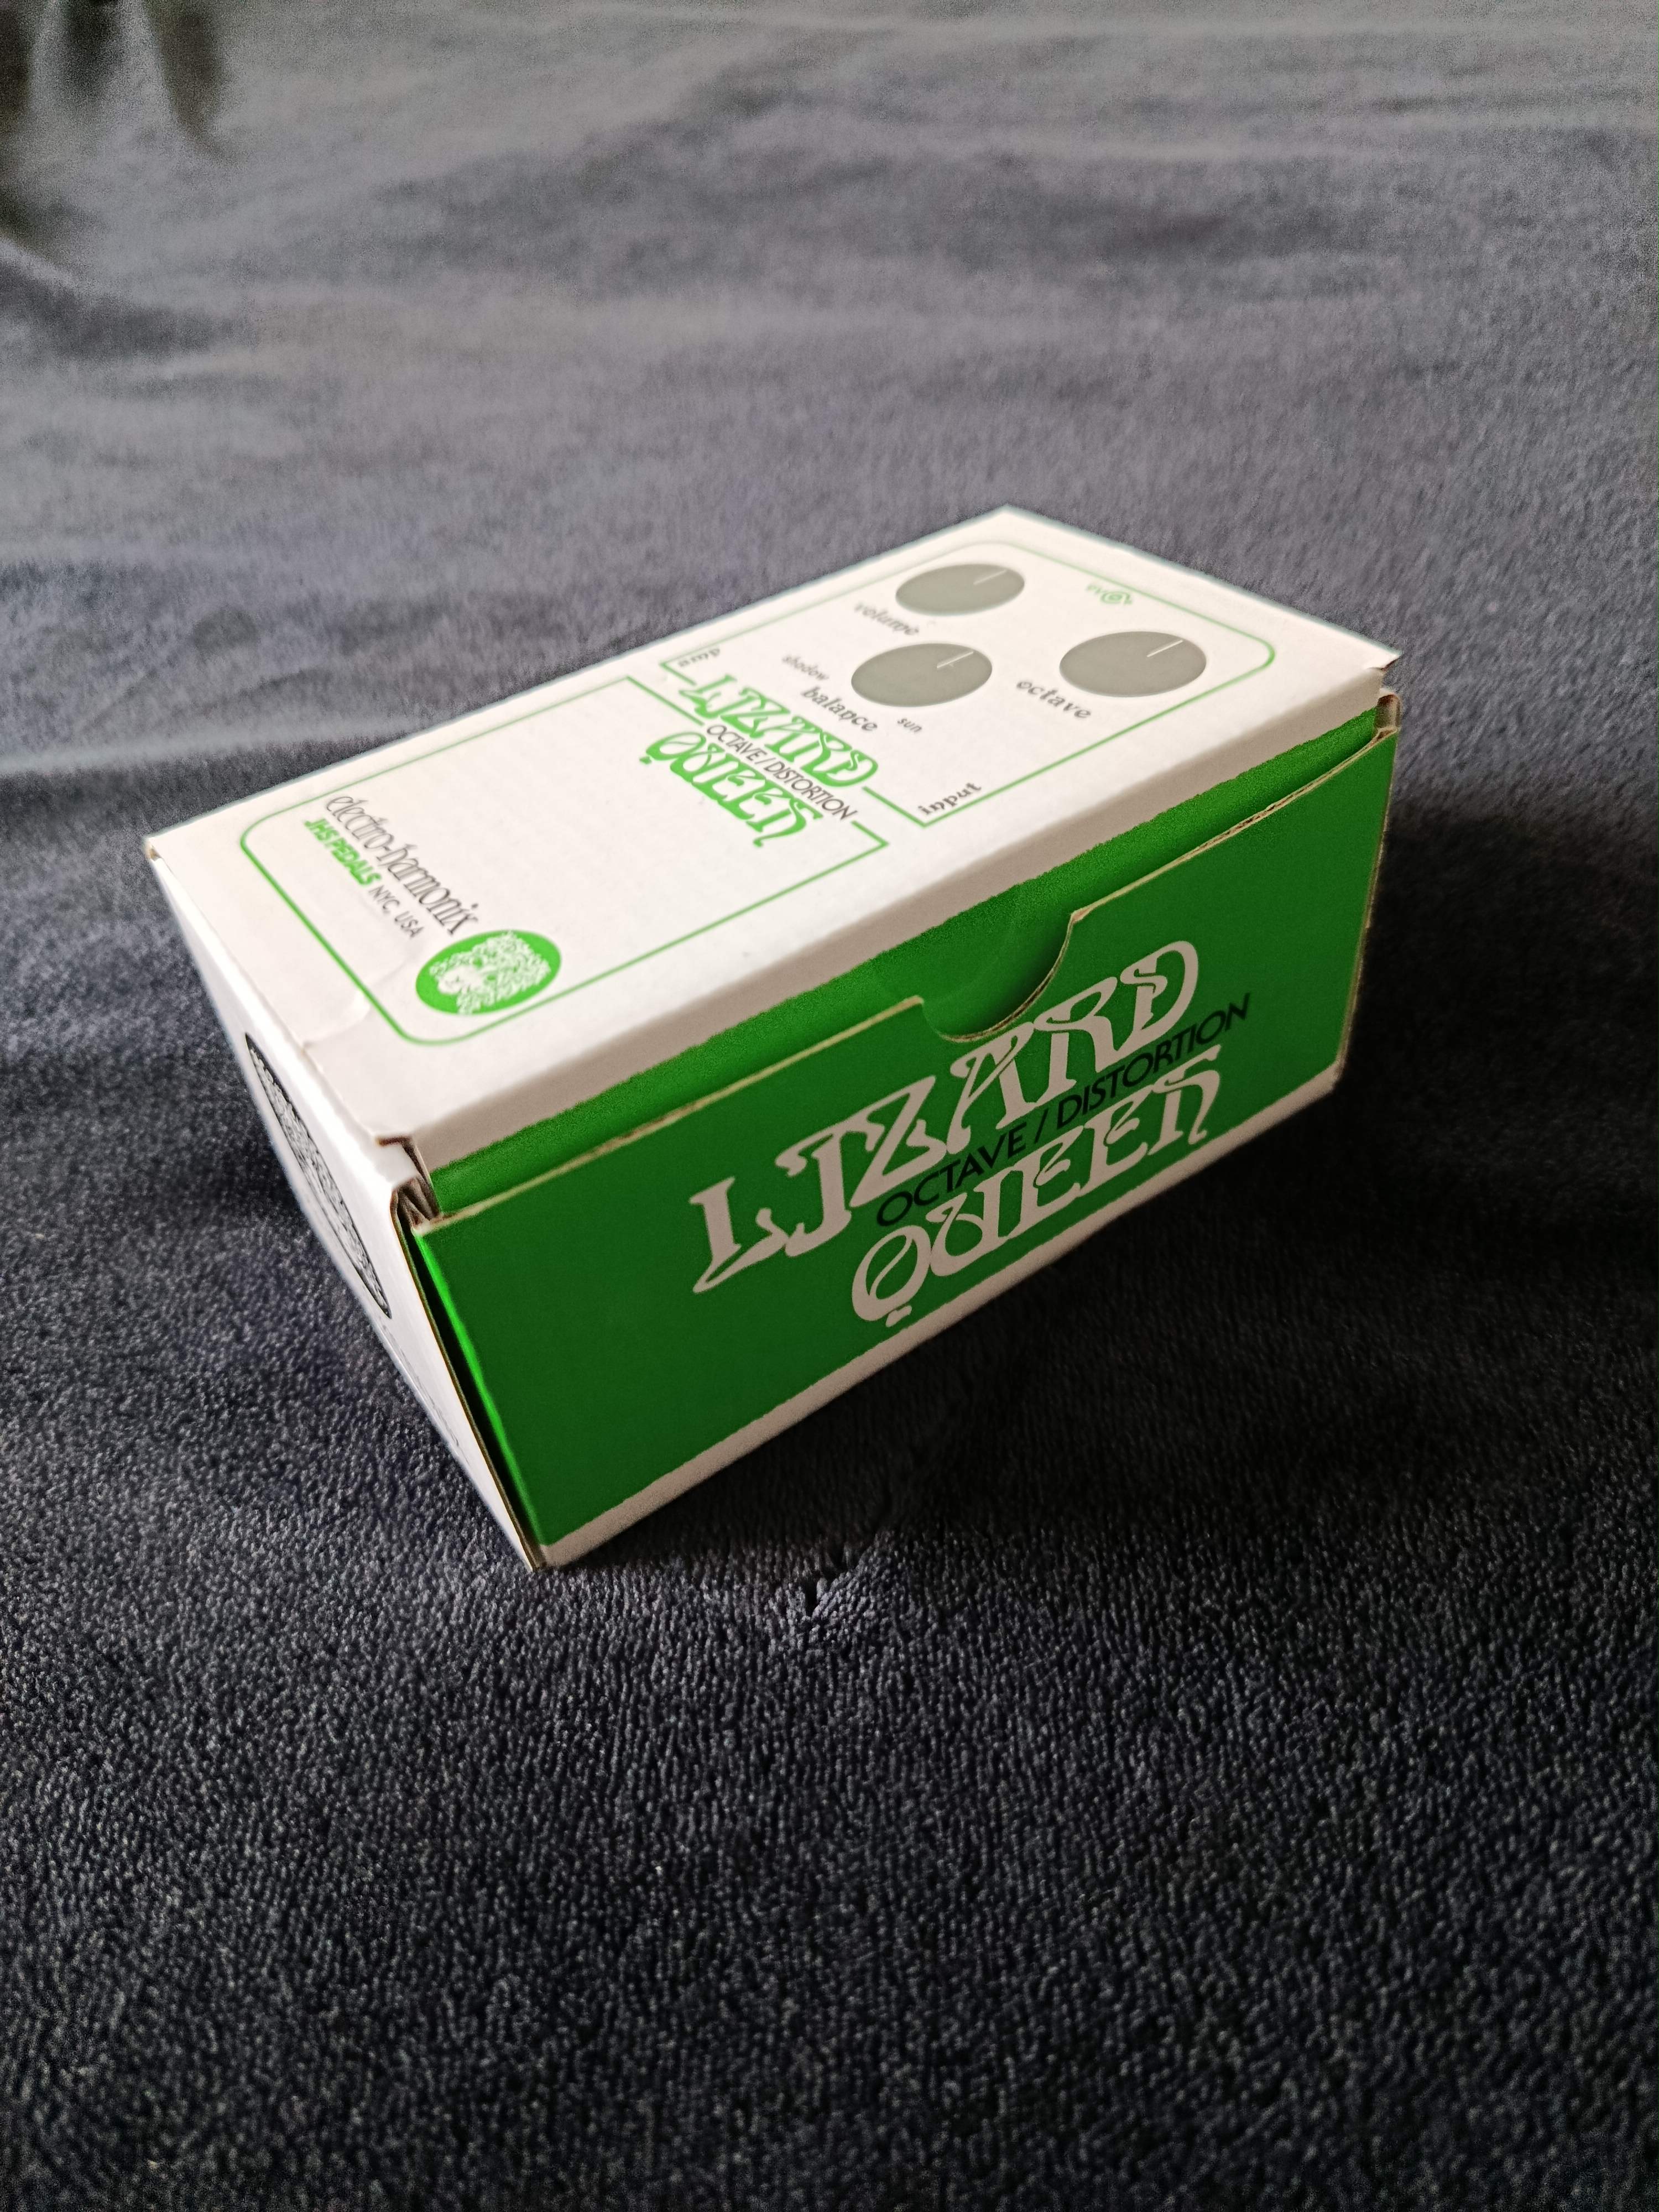 volume
octave
shadow
balance
sun
amp
input
LIZARD
OCTAVE / DISTORTION
QUEEN
electro-harmonix
JHS PEDALS NYC, USA
LIZARD
OCTAVE / DISTORTION
QUEEN